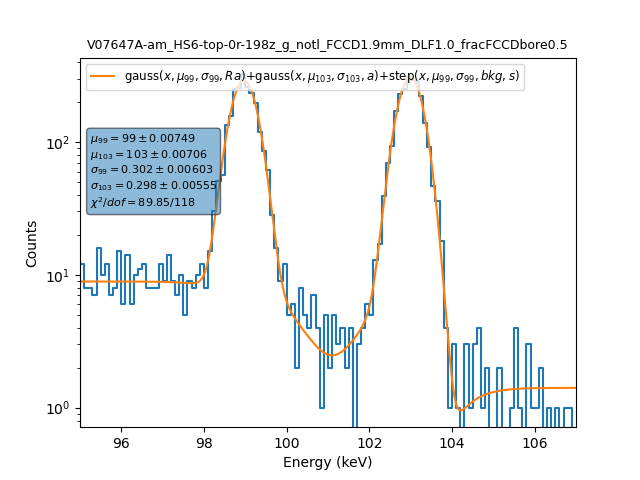 V07647A-am_HS6-top-0r-198z_g_notl_FCCD1.9mm_DLF1.0_fracFCCDbore0.5
gauss(x, μ₉₉, σ₉₉, Ra)+gauss(x, μ₁₀₃, σ₁₀₃, a)+step(x, μ₉₉, σ₉₉, bkg, s)
μ₉₉ = 99 ± 0.00749
μ₁₀₃ = 103 ± 0.00706
σ₉₉ = 0.302 ± 0.00603
σ₁₀₃ = 0.298 ± 0.00555
χ²/dof = 89.85/118
Counts
10²
10¹
10⁰
96 98 100 102 104 106
Energy (keV)